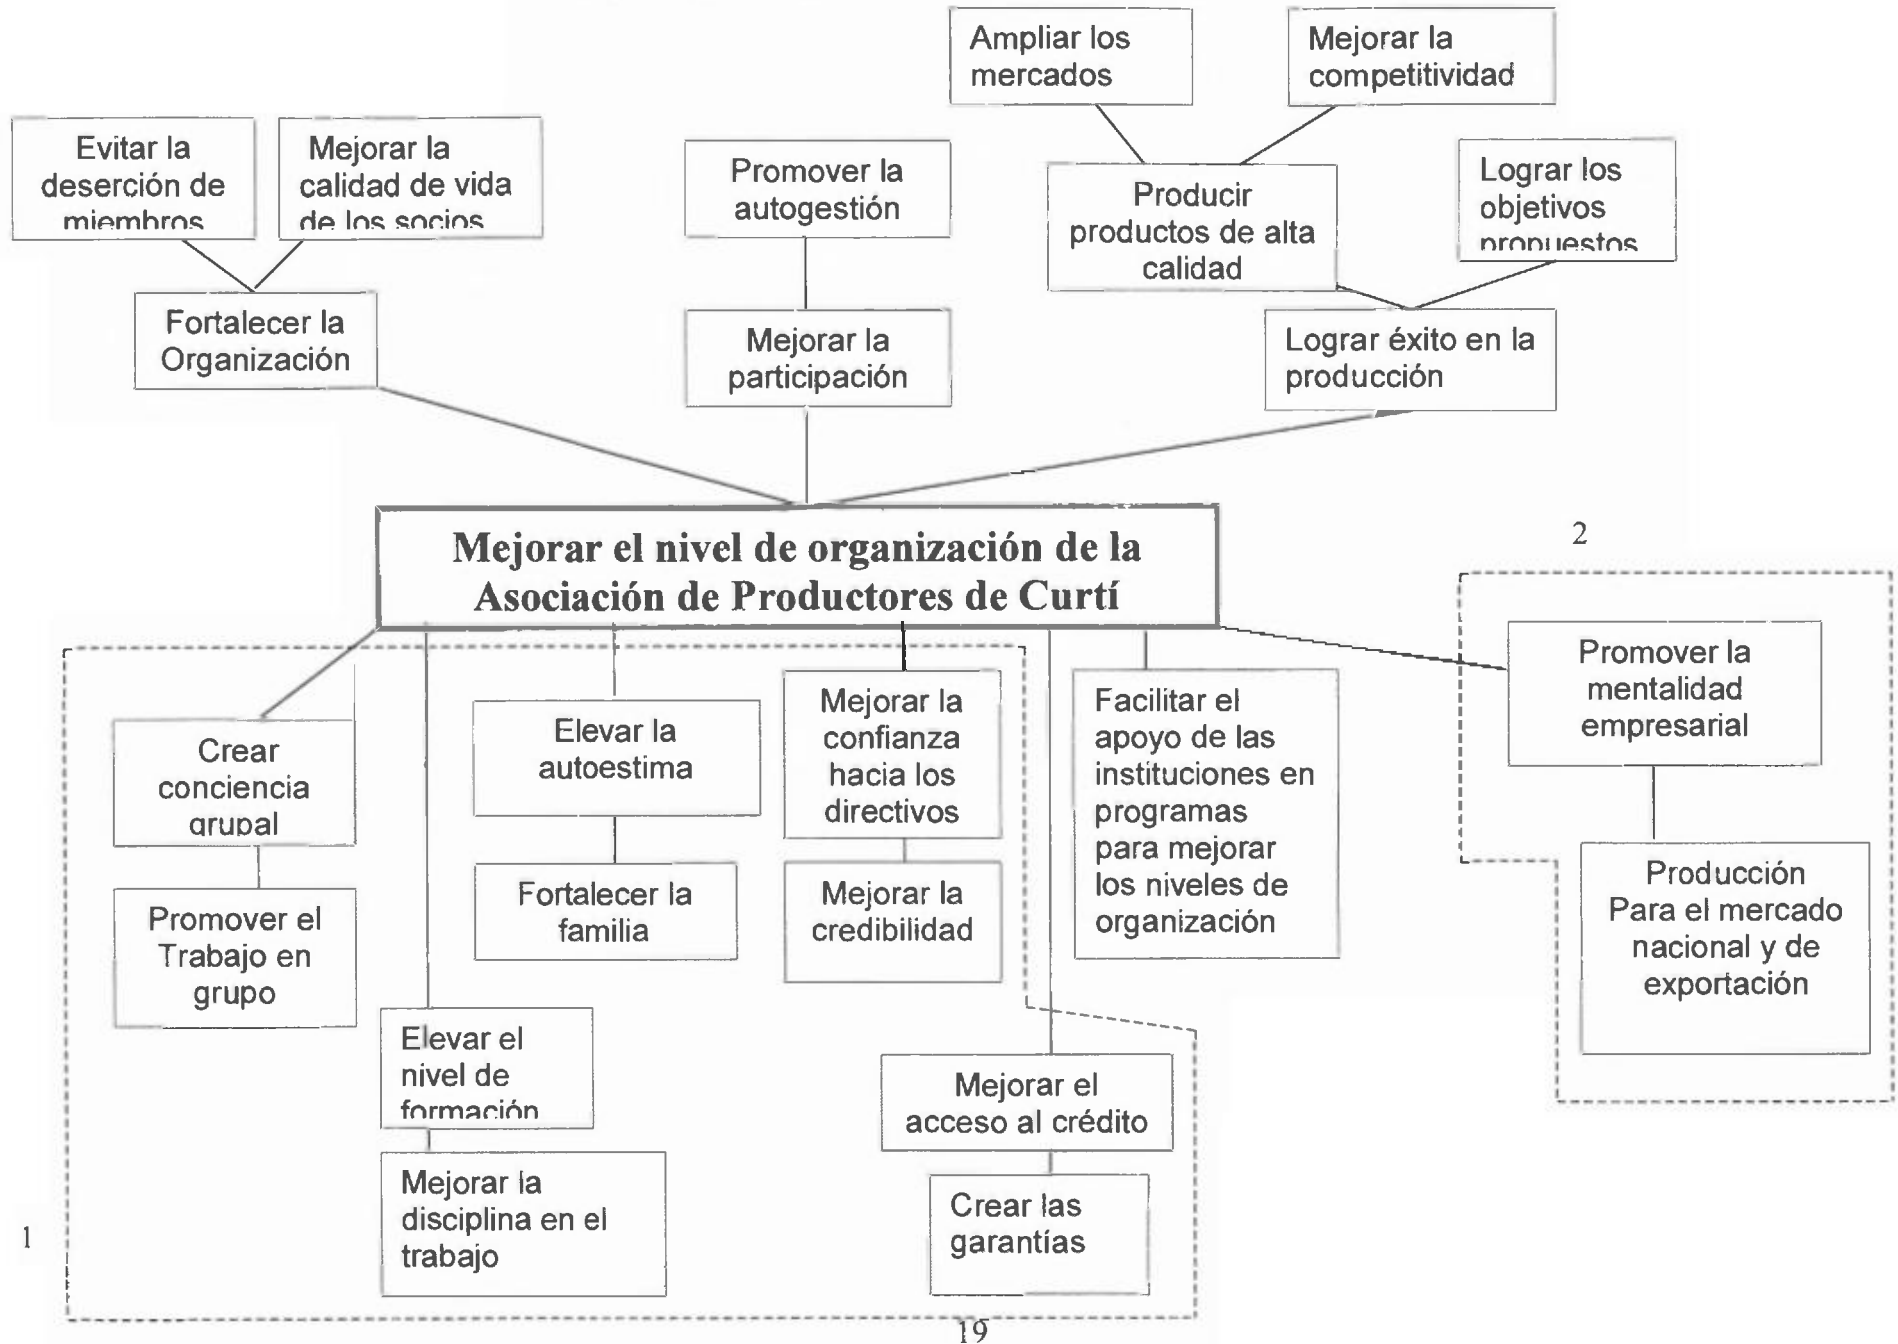 Ampliar los
mercados
Mejorar la
competitividad
Evitar la
deserción de
miembros
Mejorar la
calidad de vida
de los socios
Promover la
autogestión
Producir
productos de alta
calidad
Lograr los
objetivos
propuestos
Fortalecer la
Organización
Mejorar la
participación
Lograr éxito en la
producción
Mejorar el nivel de organización de la
Asociación de Productores de Curtí
2
Crear
conciencia
grupal
Elevar la
autoestima
Mejorar la
confianza
hacia los
directivos
Facilitar el
apoyo de las
instituciones en
programas
para mejorar
los niveles de
organización
Promover la
mentalidad
empresarial
Promover el
Trabajo en
grupo
Fortalecer la
familia
Mejorar la
credibilidad
Producción
Para el mercado
nacional y de
exportación
Elevar el
nivel de
formación
Mejorar el
acceso al crédito
Mejorar la
disciplina en el
trabajo
Crear las
garantías
1
19